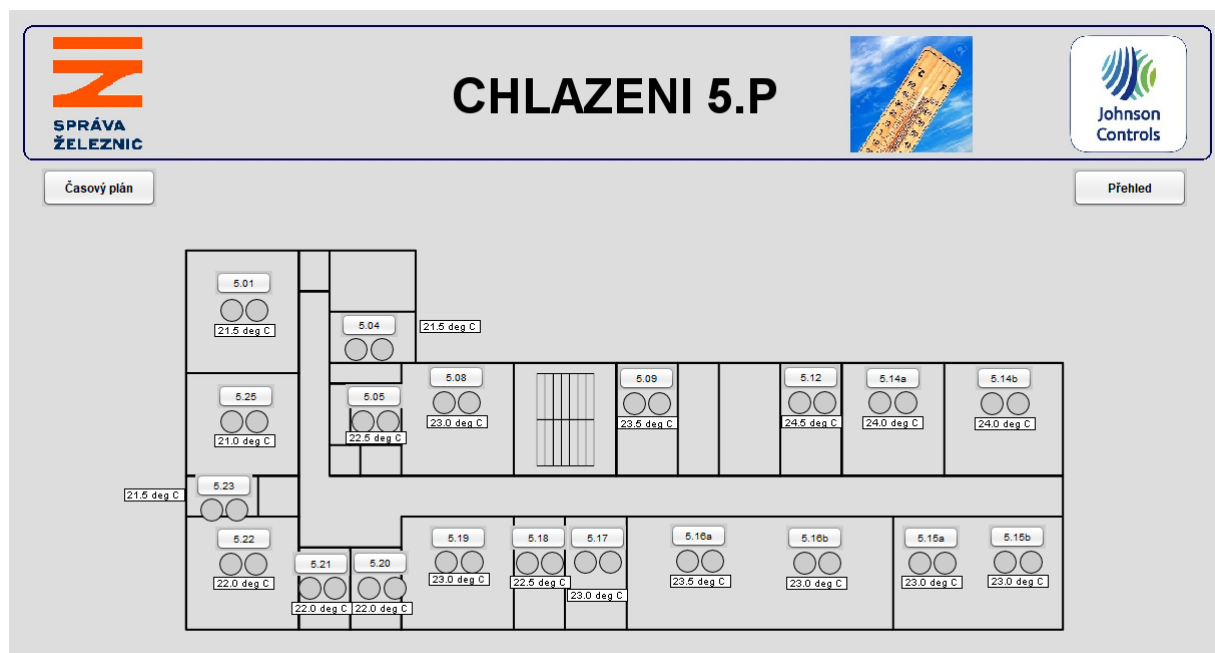 SPRÁVA
ŽELEZNIC
CHLAZENI 5.P
Johnson
Controls
Časový plán
Přehled
5.01
21.5 deg C
5.04
21.5 deg C
5.08
23.0 deg C
5.09
23.5 deg C
5.12
24.5 deg C
5.14a
24.0 deg C
5.14b
24.0 deg C
5.25
21.0 deg C
5.05
22.5 deg C
5.23
21.5 deg C
5.22
22.0 deg C
5.21
22.0 deg C
5.20
22.0 deg C
5.19
23.0 deg C
5.18
22.5 deg C
5.17
23.0 deg C
5.16a
23.5 deg C
5.16b
23.0 deg C
5.15a
23.0 deg C
5.15b
23.0 deg C